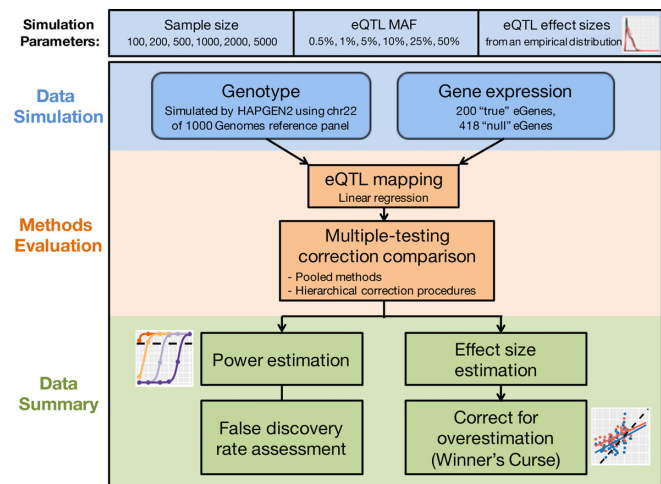 Simulation
Parameters:
Sample size
100, 200, 500, 1000, 2000, 5000
eQTL MAF
0.5%, 1%, 5%, 10%, 25%, 50%
eQTL effect sizes
from an empirical distribution
Data
Simulation
Genotype
Simulated by HAPGEN2 using chr22
of 1000 Genomes reference panel
Gene expression
200 “true” eGenes,
418 “null” eGenes
Methods
Evaluation
eQTL mapping
Linear regression
Multiple-testing
correction comparison
- Pooled methods
- Hierarchical correction procedures
Data
Summary
Power estimation
False discovery
rate assessment
Effect size
estimation
Correct for
overestimation
(Winner’s Curse)